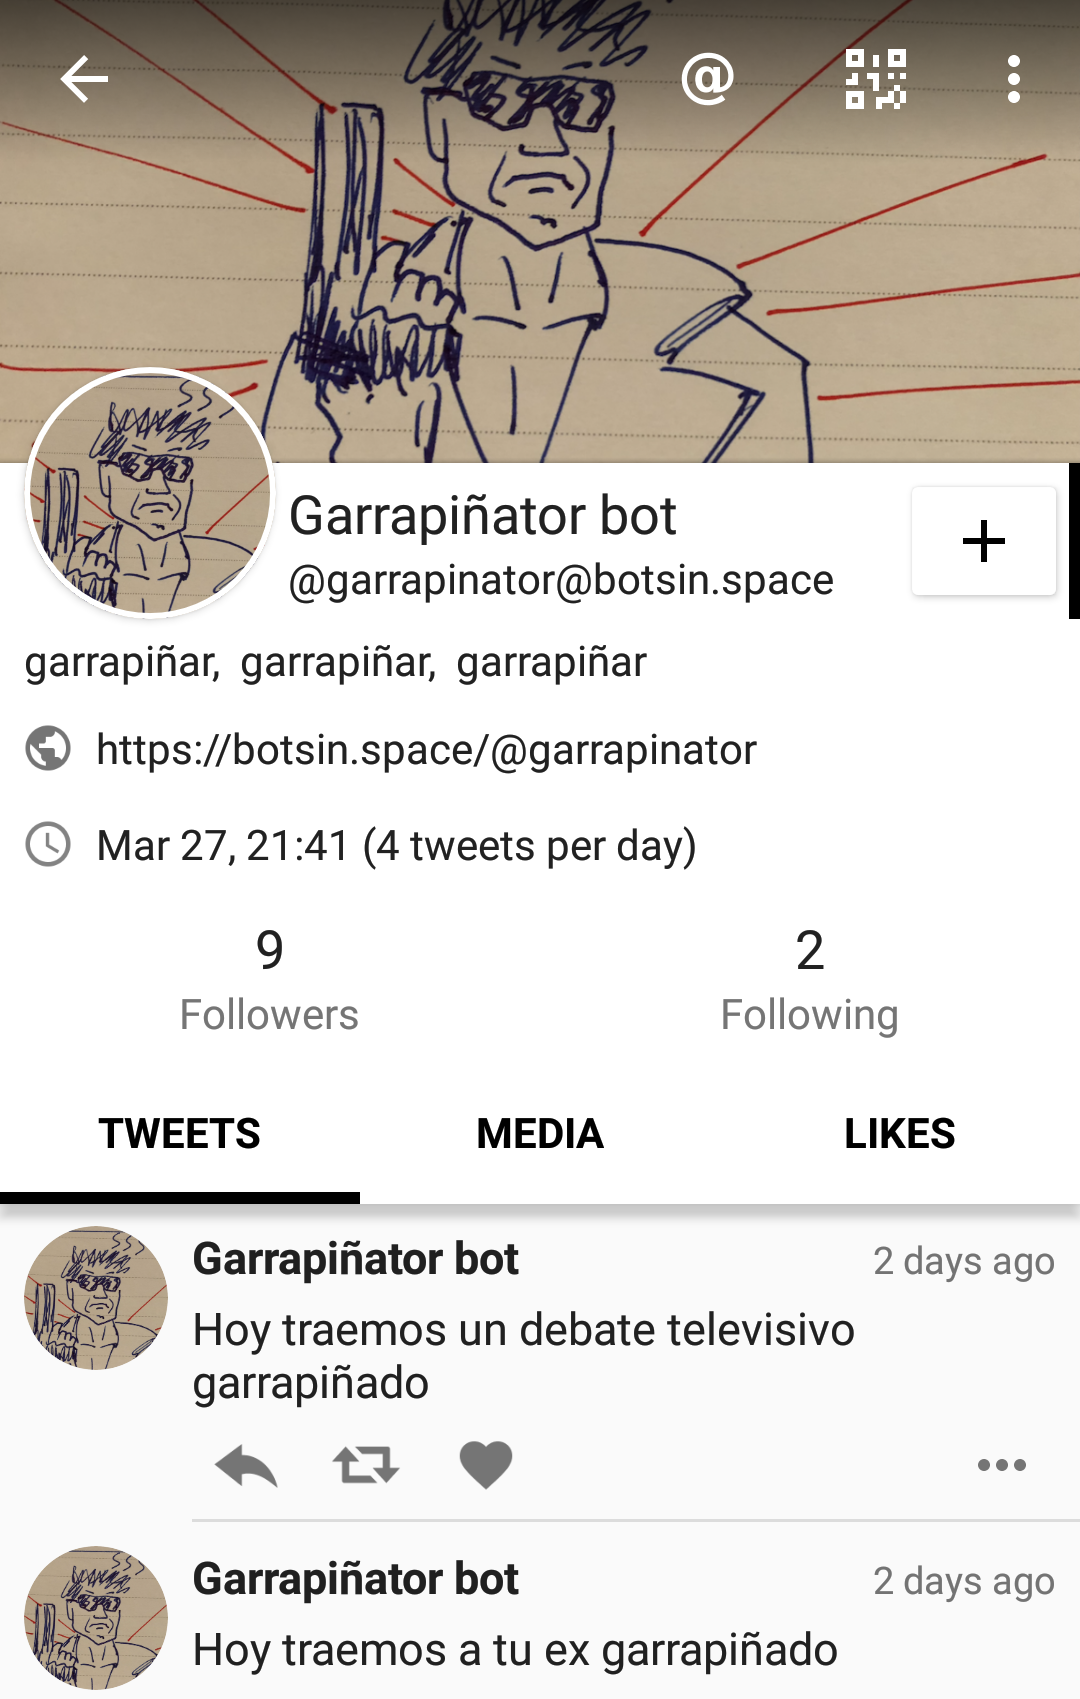 Garrapiñator bot
@garrapinator@botsin.space
garrapiñar, garrapiñar, garrapiñar
https://botsin.space/@garrapinator
Mar 27, 21:41 (4 tweets per day)
9
Followers
2
Following
TWEETS
MEDIA
LIKES
Garrapiñator bot
2 days ago
Hoy traemos un debate televisivo
garrapiñado
Garrapiñator bot
2 days ago
Hoy traemos a tu ex garrapiñado